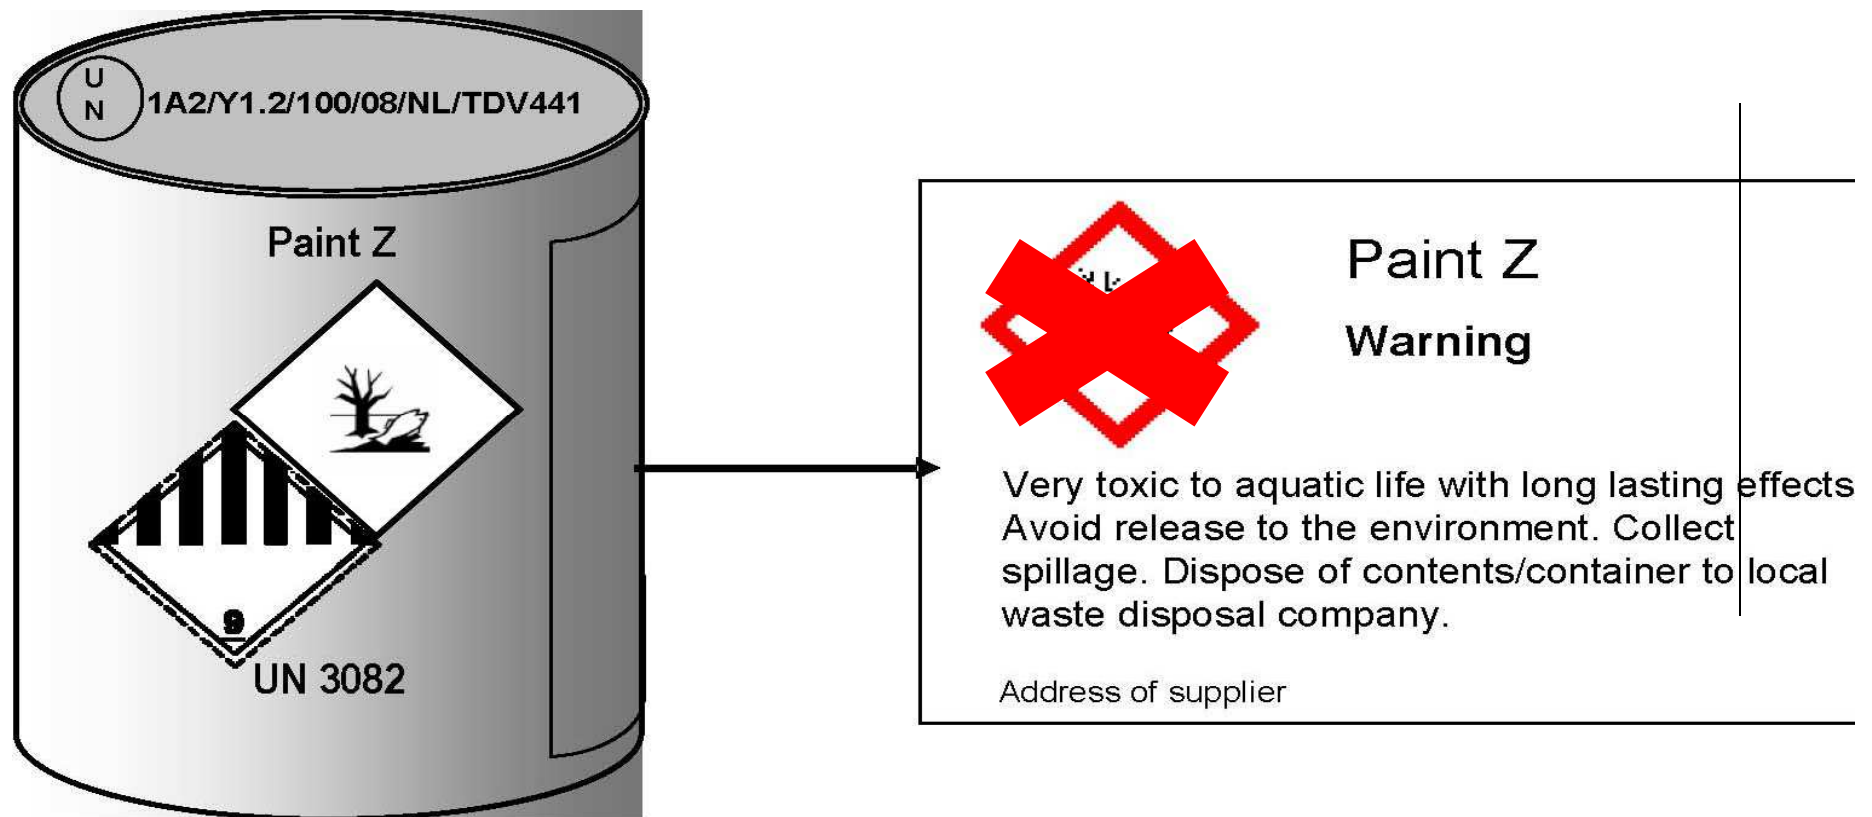 U
N
1A2/Y1.2/100/08/NL/TDV441
Paint Z
9
UN 3082
Paint Z
Warning
Very toxic to aquatic life with long lasting effects
Avoid release to the environment. Collect
spillage. Dispose of contents/container to local
waste disposal company.
Address of supplier